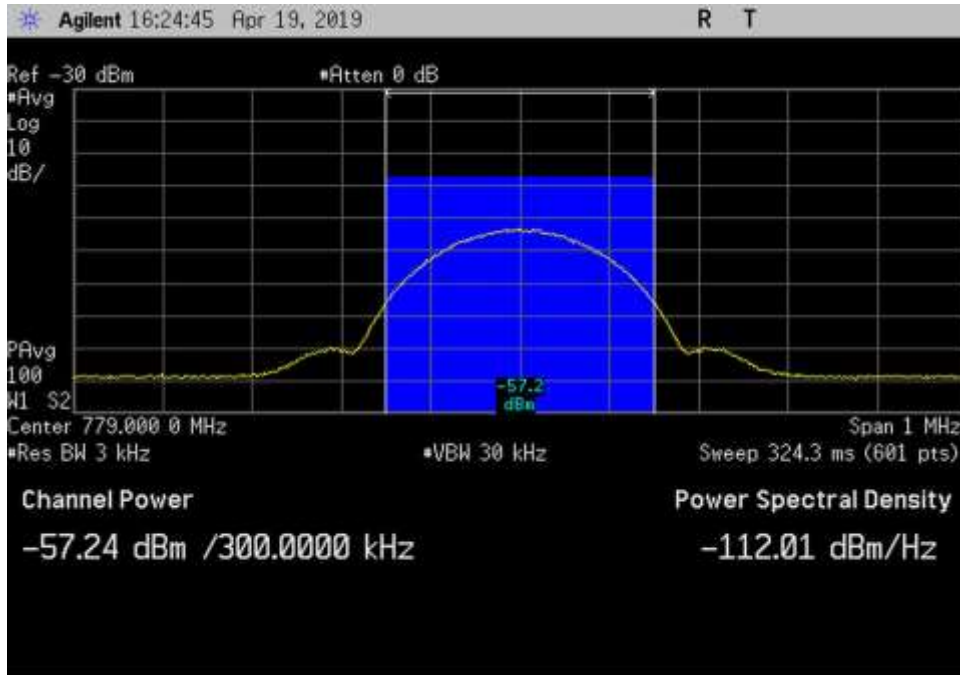 Agilent 16:24:45 Apr 19, 2019 R T
Ref -30 dBm #Atten 0 dB
#Avg
Log
10
dB/
PAvg
100
W1 S2
-57.2
dBm
Center 779.000 0 MHz Span 1 MHz
#Res BW 3 kHz #VBW 30 kHz Sweep 324.3 ms (601 pts)
Channel Power Power Spectral Density
-57.24 dBm /300.0000 kHz -112.01 dBm/Hz